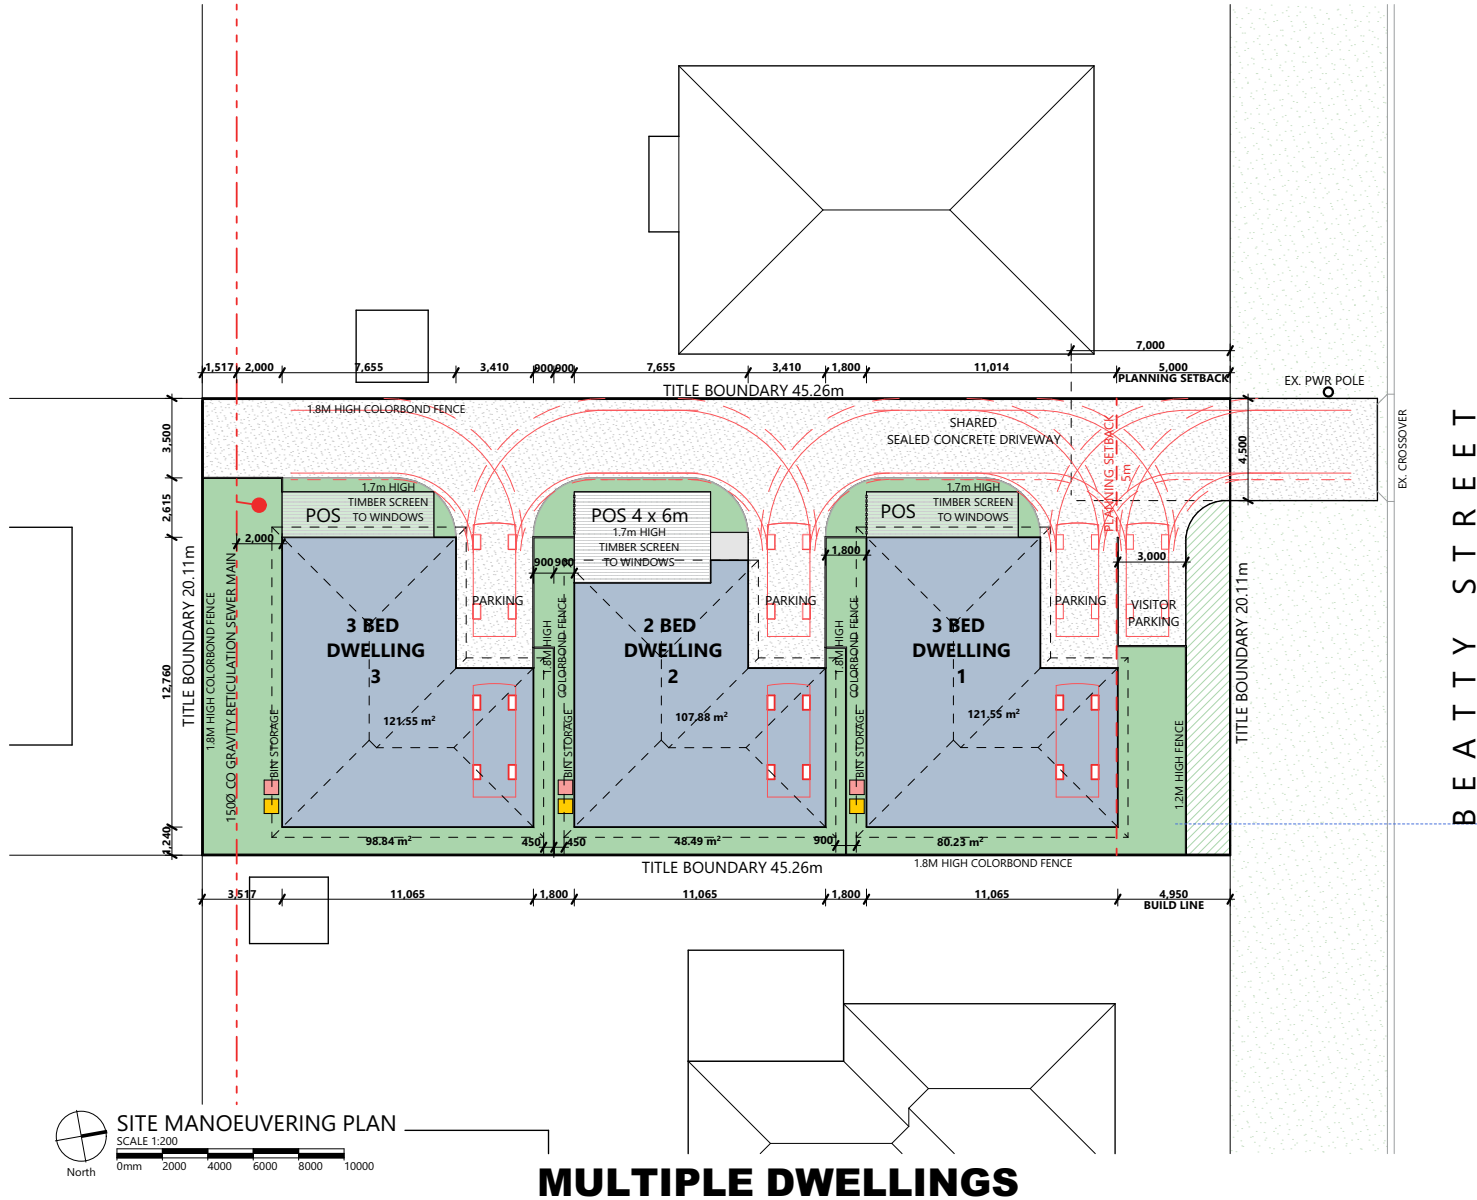 7,000
1,517
2,000
7,655
3,410
900
900
7,655
3,410
1,800
11,014
5,000
PLANNING SETBACK
TITLE BOUNDARY 45.26m
EX. PWR POLE
1.8M HIGH COLORBOND FENCE
SHARED
SEALED CONCRETE DRIVEWAY
PLANNING SETBACK
5m
3,500
4,500
EX. CROSSOVER
BEATTY STREET
2,615
1.7m HIGH
TIMBER SCREEN
TO WINDOWS
POS
POS 4 x 6m
1.7m HIGH
TIMBER SCREEN
TO WINDOWS
1.7m HIGH
TIMBER SCREEN
TO WINDOWS
POS
2,000
900
900
1,800
3,000
TITLE BOUNDARY 20.11m
1.8M HIGH COLORBOND FENCE
150Ø CO GRAVITY RETICULATION SEWER MAIN
12,760
PARKING
PARKING
PARKING
VISITOR
PARKING
3 BED
DWELLING
3
2 BED
DWELLING
2
3 BED
DWELLING
1
1.8M HIGH
COLORBOND FENCE
1.8M HIGH
COLORBOND FENCE
TITLE BOUNDARY 20.11m
121.55 m²
107.88 m²
121.55 m²
BIN STORAGE
BIN STORAGE
BIN STORAGE
1.2M HIGH FENCE
1,240
98.84 m²
450
450
48.49 m²
900
80.23 m²
TITLE BOUNDARY 45.26m
1.8M HIGH COLORBOND FENCE
3,517
11,065
1,800
11,065
1,800
11,065
4,950
BUILD LINE
SITE MANOEUVERING PLAN
SCALE 1:200
North
0mm
2000
4000
6000
8000
10000
MULTIPLE DWELLINGS